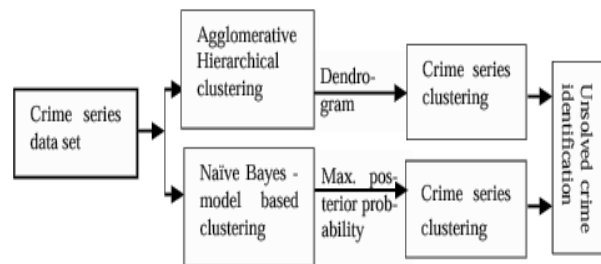 Crime series
data set
Agglomerative
Hierarchical
clustering
Dendro-
gram
Crime series
clustering
Naïve Bayes -
model based
clustering
Max. pos-
terior prob-
ability
Crime series
clustering
Unsolved crime
identification